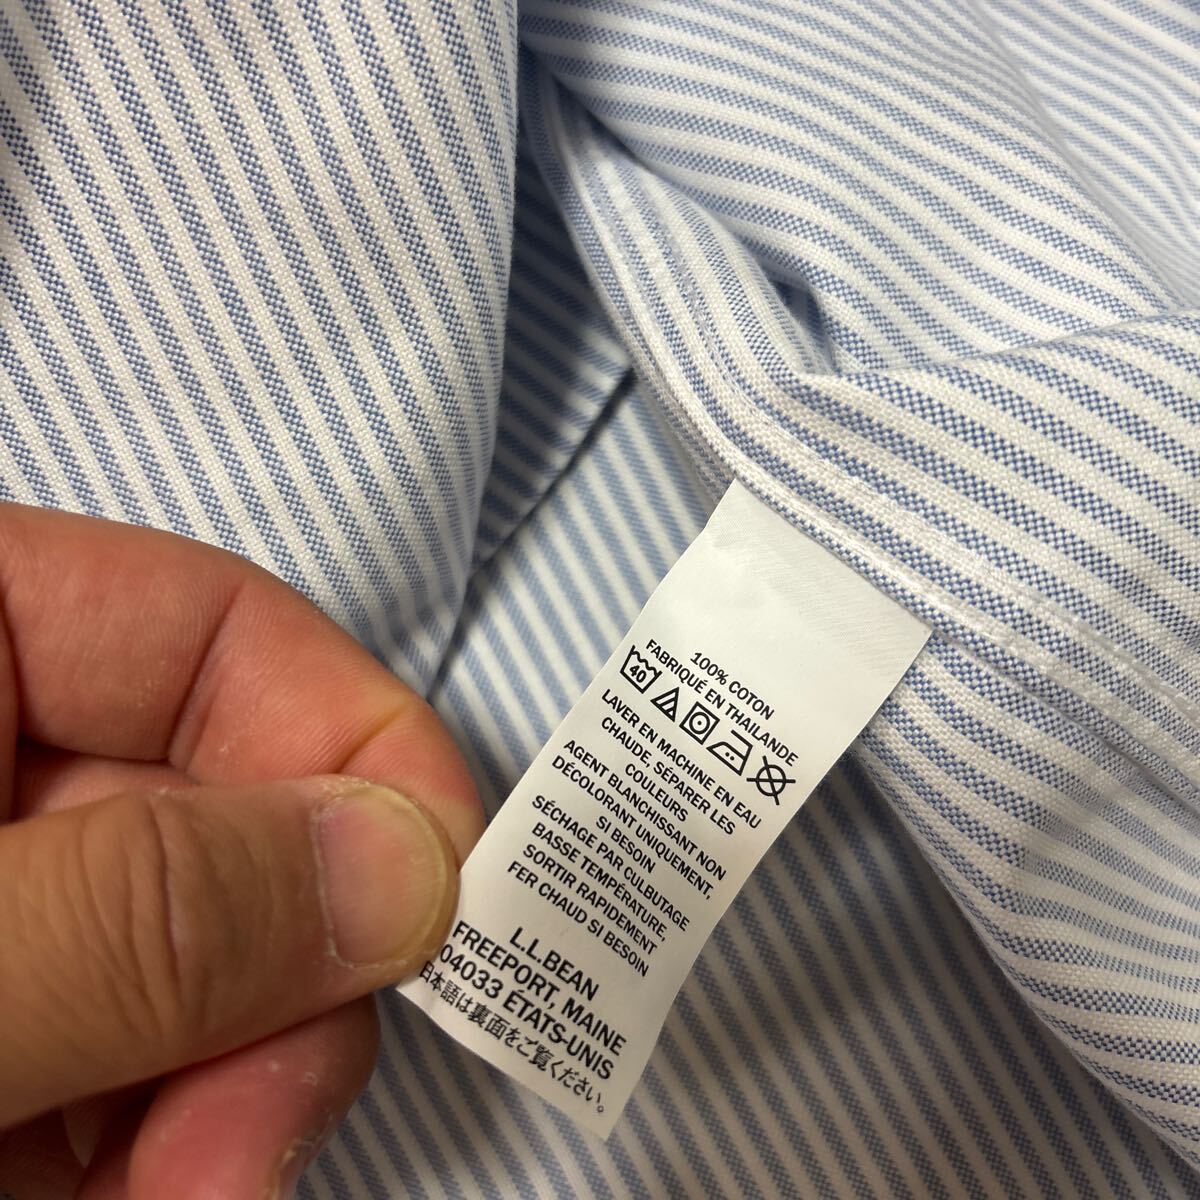 100% COTON
FABRIQUÉ EN THAILANDE
40
LAVER EN MACHINE EN EAU
CHAUDE, SÉPARER LES
COULEURS
AGENT BLANCHISSANT NON
DÉCOLORANT UNIQUEMENT,
SI BESOIN
SÉCHAGE PAR CULBUTAGE
BASSE TEMPÉRATURE,
SORTIR RAPIDEMENT
FER CHAUD SI BESOIN
L.L.BEAN
FREEPORT, MAINE
04033 ÉTATS-UNIS
日本語は裏面をご覧ください。